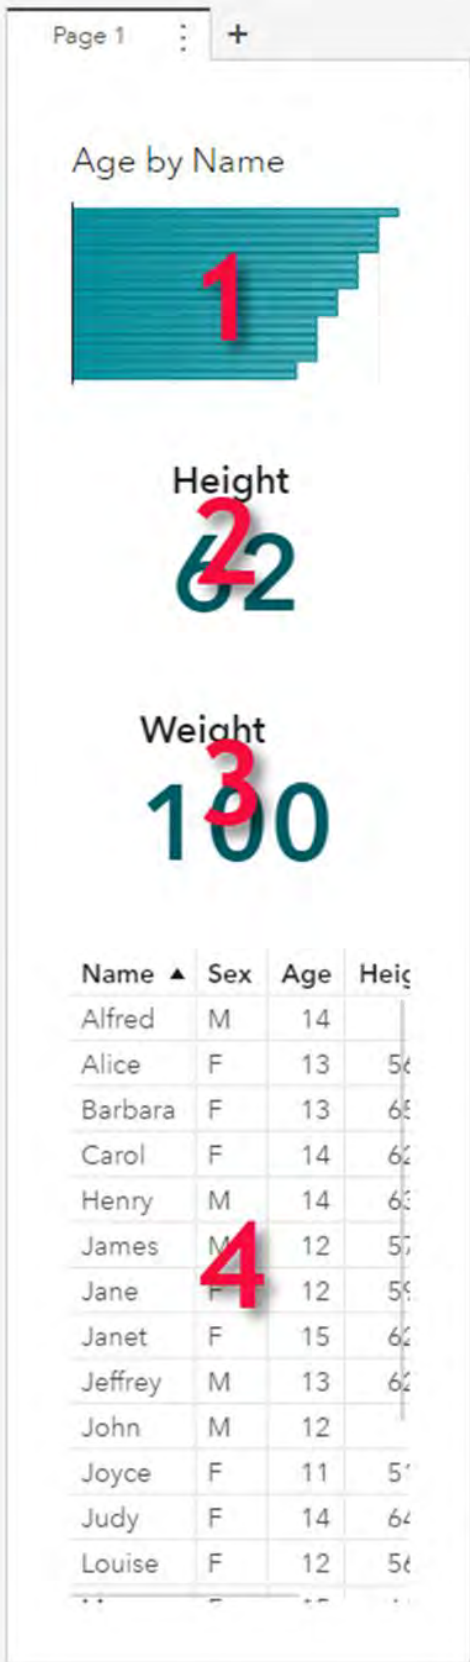 Page 1 ⋮ +
Age by Name
1
Height
2
62
Weight
3
100
Name ▲ Sex Age
Alfred M 14
Alice F 13
Barbara F 13
Carol F 14
Henry M 14
James M 12
4
Jane F 12
Janet F 15
Jeffrey M 13
John M 12
Joyce F 11
Judy F 14
Louise F 12